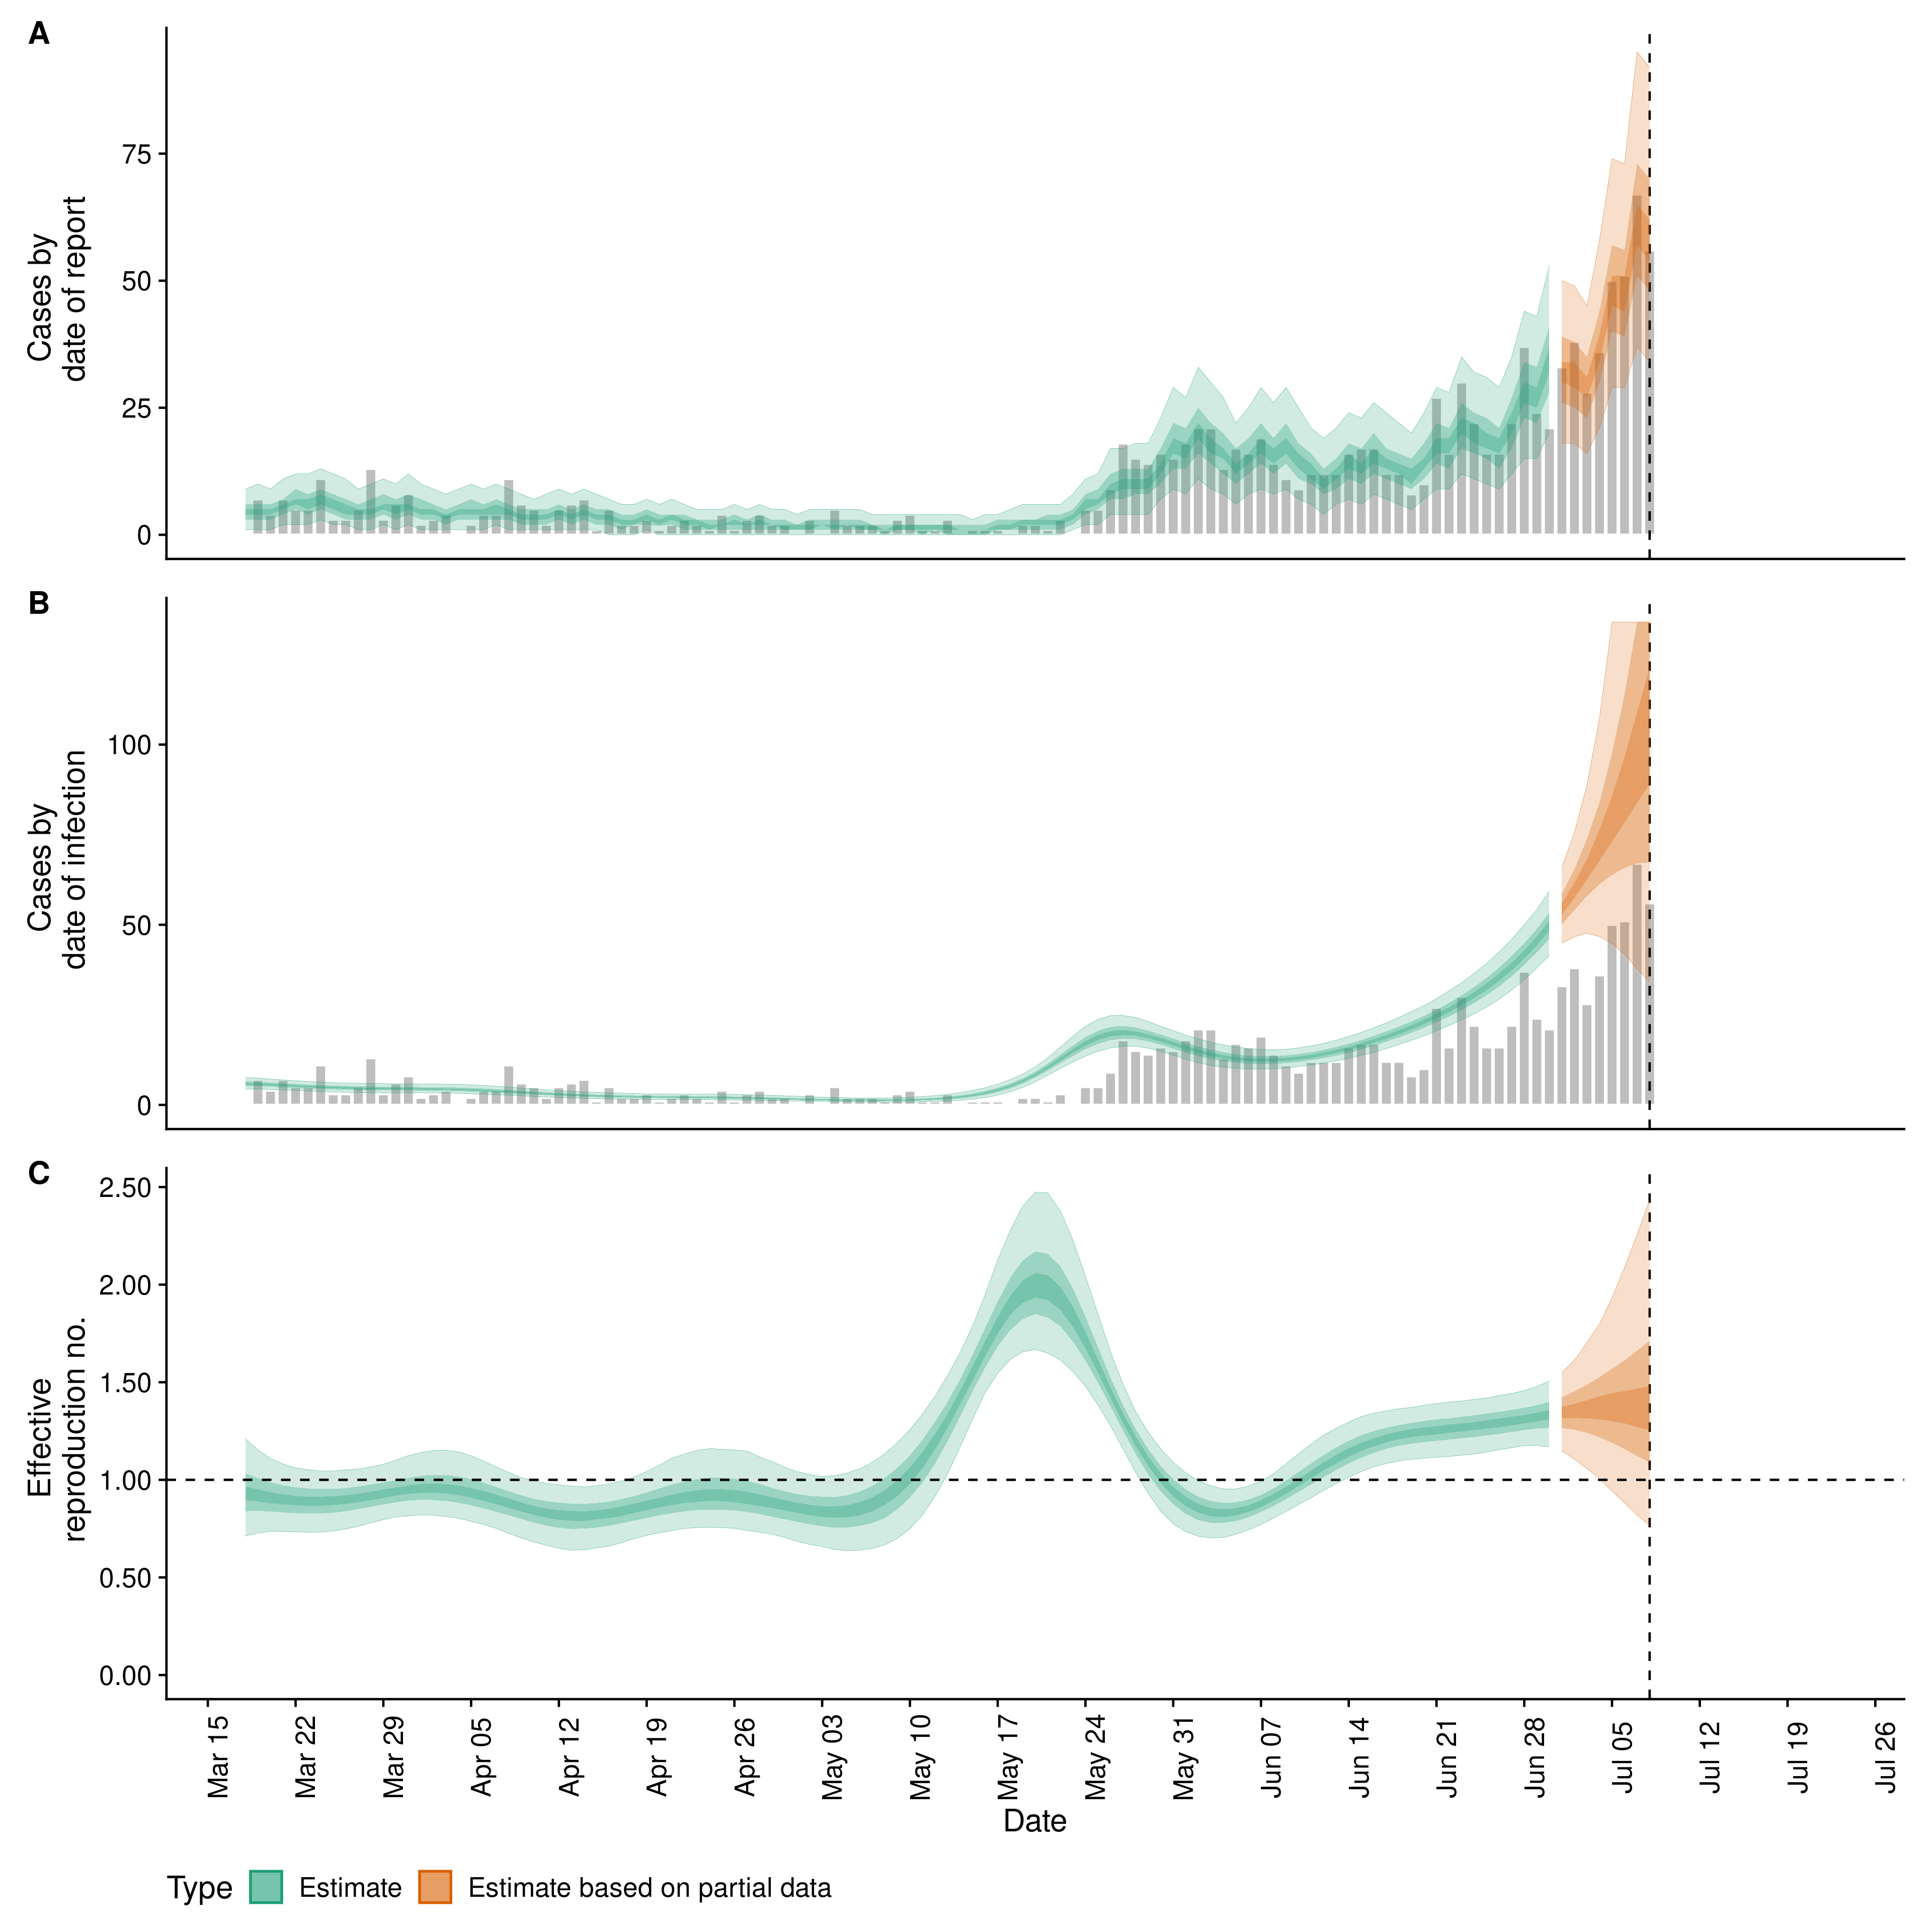 A
Cases by
date of report
75
50
25
0
B
Cases by
date of infection
100
50
0
C
Effective
reproduction no.
2.50
2.00
1.50
1.00
0.50
0.00
Mar 15
Mar 22
Mar 29
Apr 05
Apr 12
Apr 19
Apr 26
May 03
May 10
May 17
May 24
May 31
Jun 07
Jun 14
Jun 21
Jun 28
Jul 05
Jul 12
Jul 19
Jul 26
Date
Type Estimate Estimate based on partial data